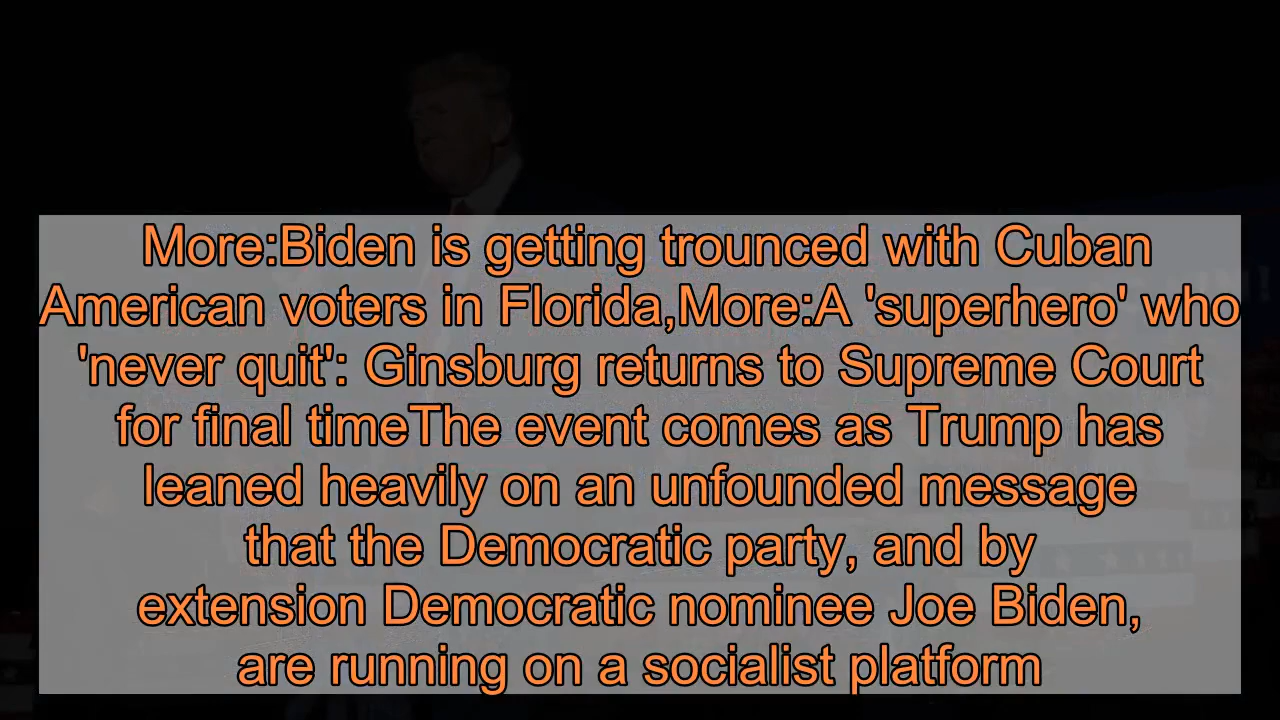 More:Biden is getting trounced with Cuban
American voters in Florida,More:A 'superhero' who
'never quit': Ginsburg returns to Supreme Court
for final timeThe event comes as Trump has
leaned heavily on an unfounded message
that the Democratic party, and by
extension Democratic nominee Joe Biden,
are running on a socialist platform